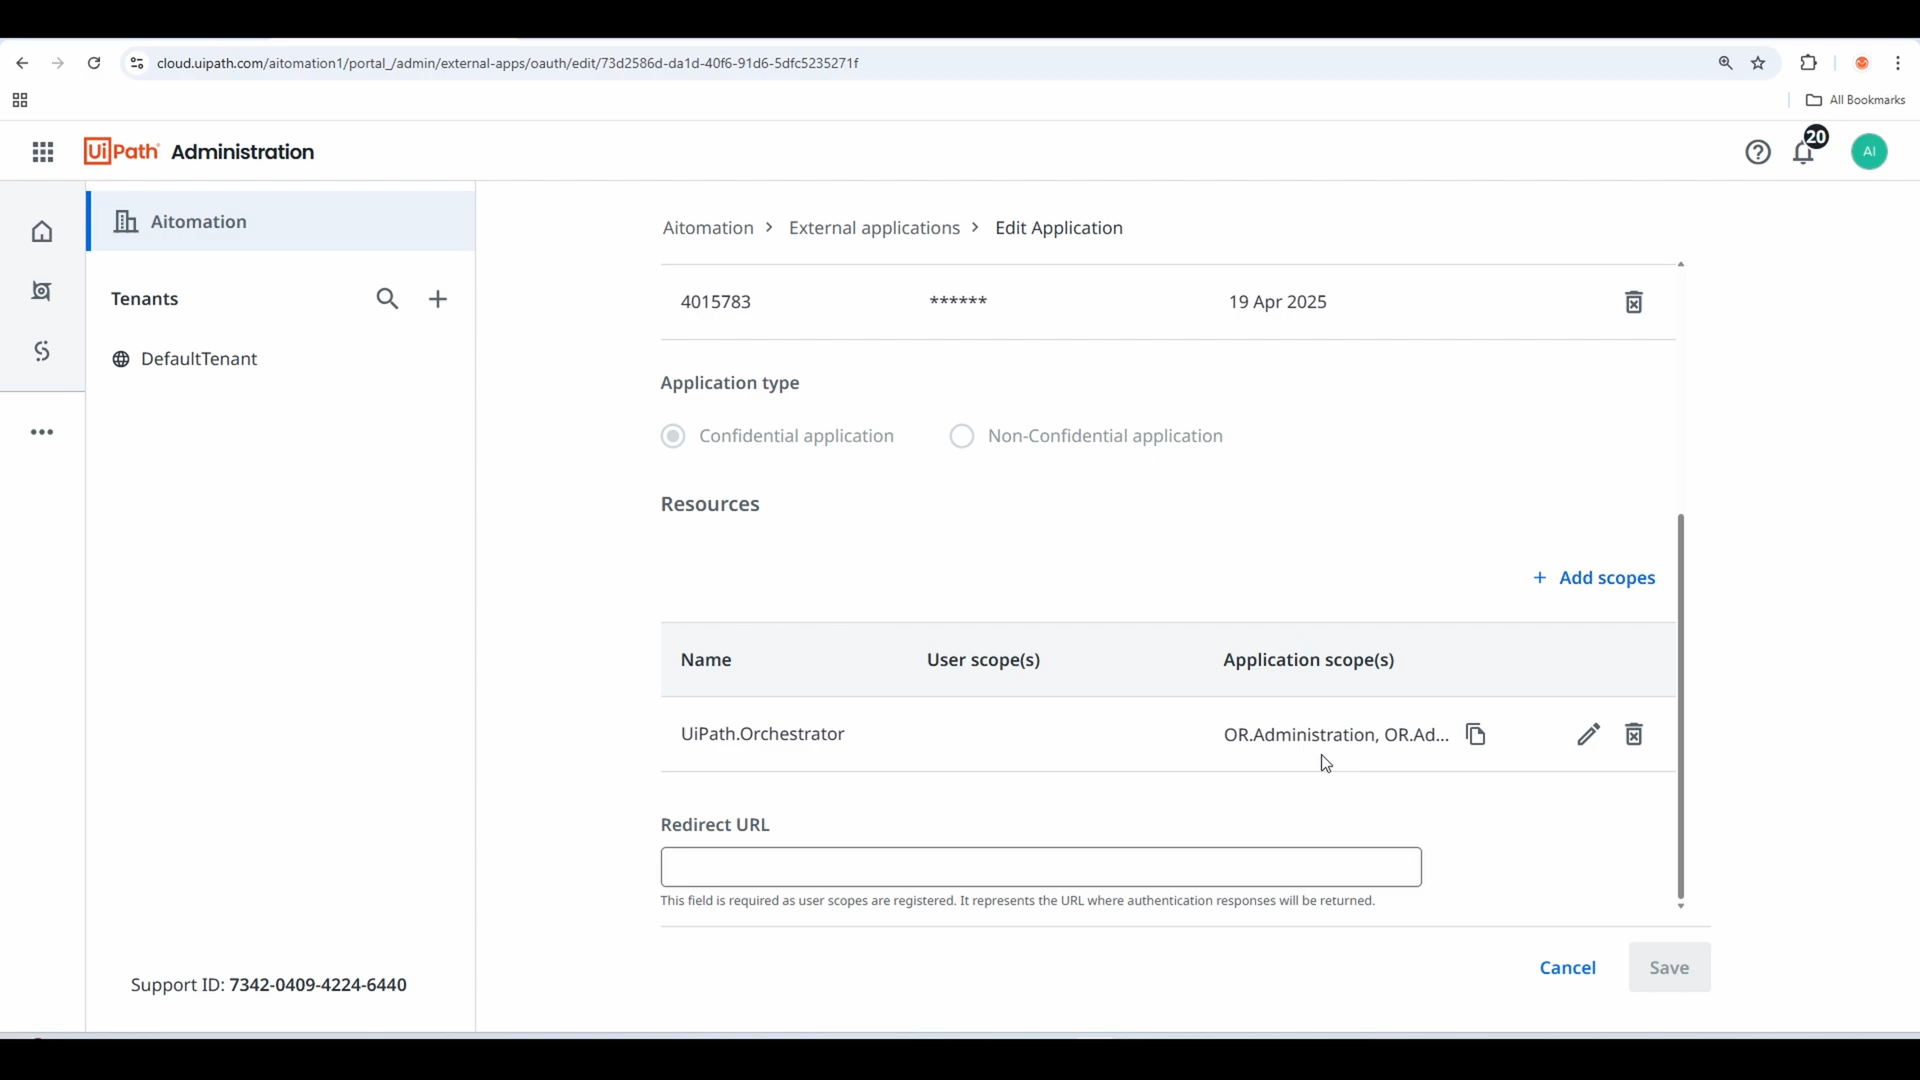 cloud.uipath.com/aitomation1/portal_/admin/external-apps/oauth/edit/73d2586d-da1d-40f6-91d6-5dfc5235271f
All Bookmarks
UiPath Administration
20
AI
Aitomation
Tenants
DefaultTenant
Support ID: 7342-0409-4224-6440
Aitomation > External applications > Edit Application
4015783 ****** 19 Apr 2025
Application type
Confidential application Non-Confidential application
Resources
+ Add scopes
Name User scope(s) Application scope(s)
UiPath.Orchestrator OR.Administration, OR.Ad...
Redirect URL
This field is required as user scopes are registered. It represents the URL where authentication responses will be returned.
Cancel Save